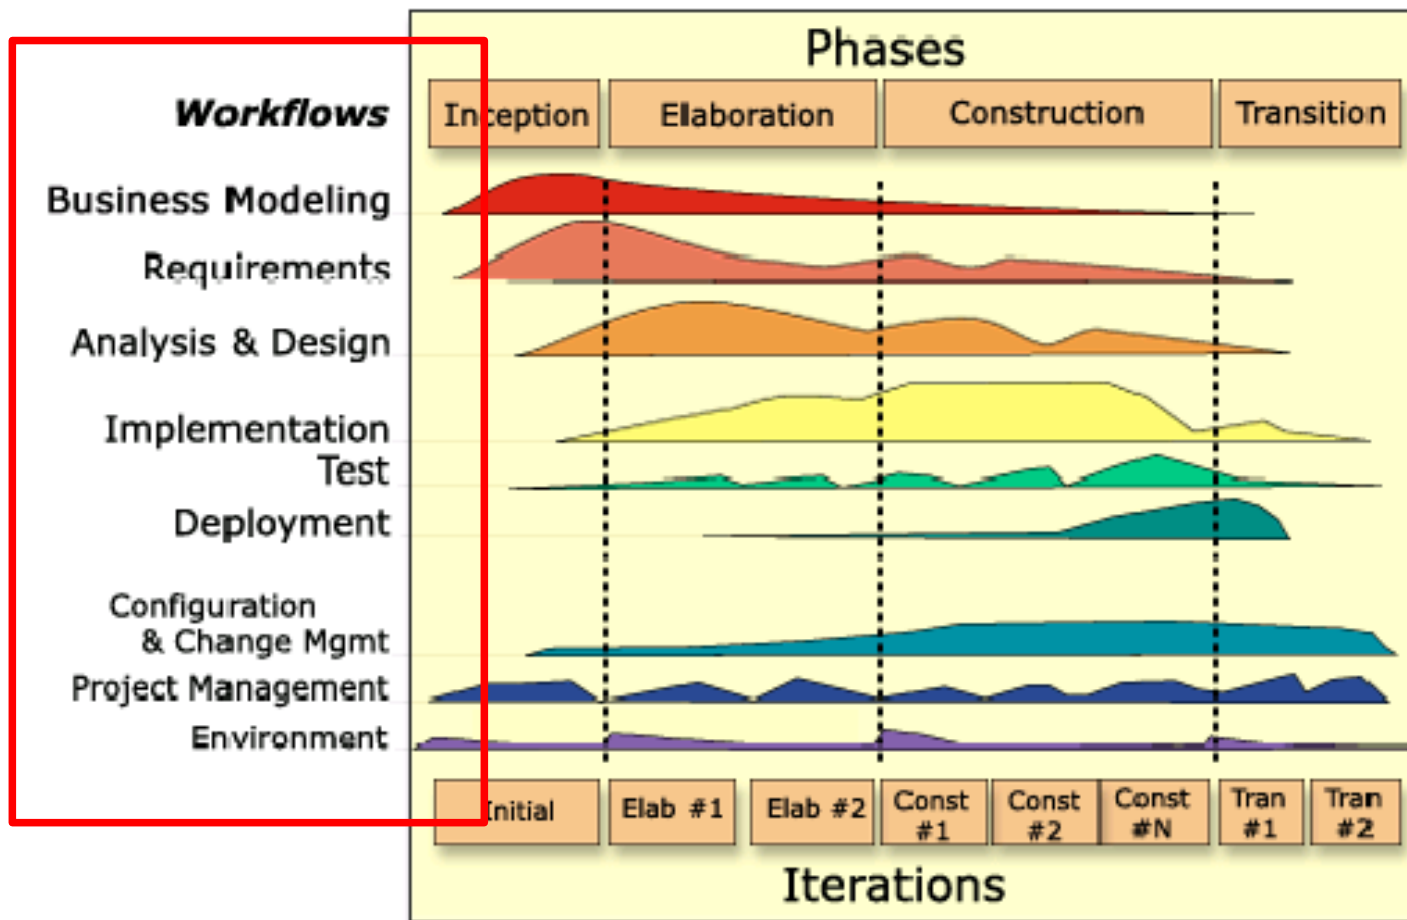 Phases
Workflows Inception Elaboration Construction Transition
Business Modeling
Requirements
Analysis & Design
Implementation
Test
Deployment
Configuration
& Change Mgmt
Project Management
Environment
Initial Elab #1 Elab #2 Const #1 Const #2 Const #N Tran #1 Tran #2
Iterations